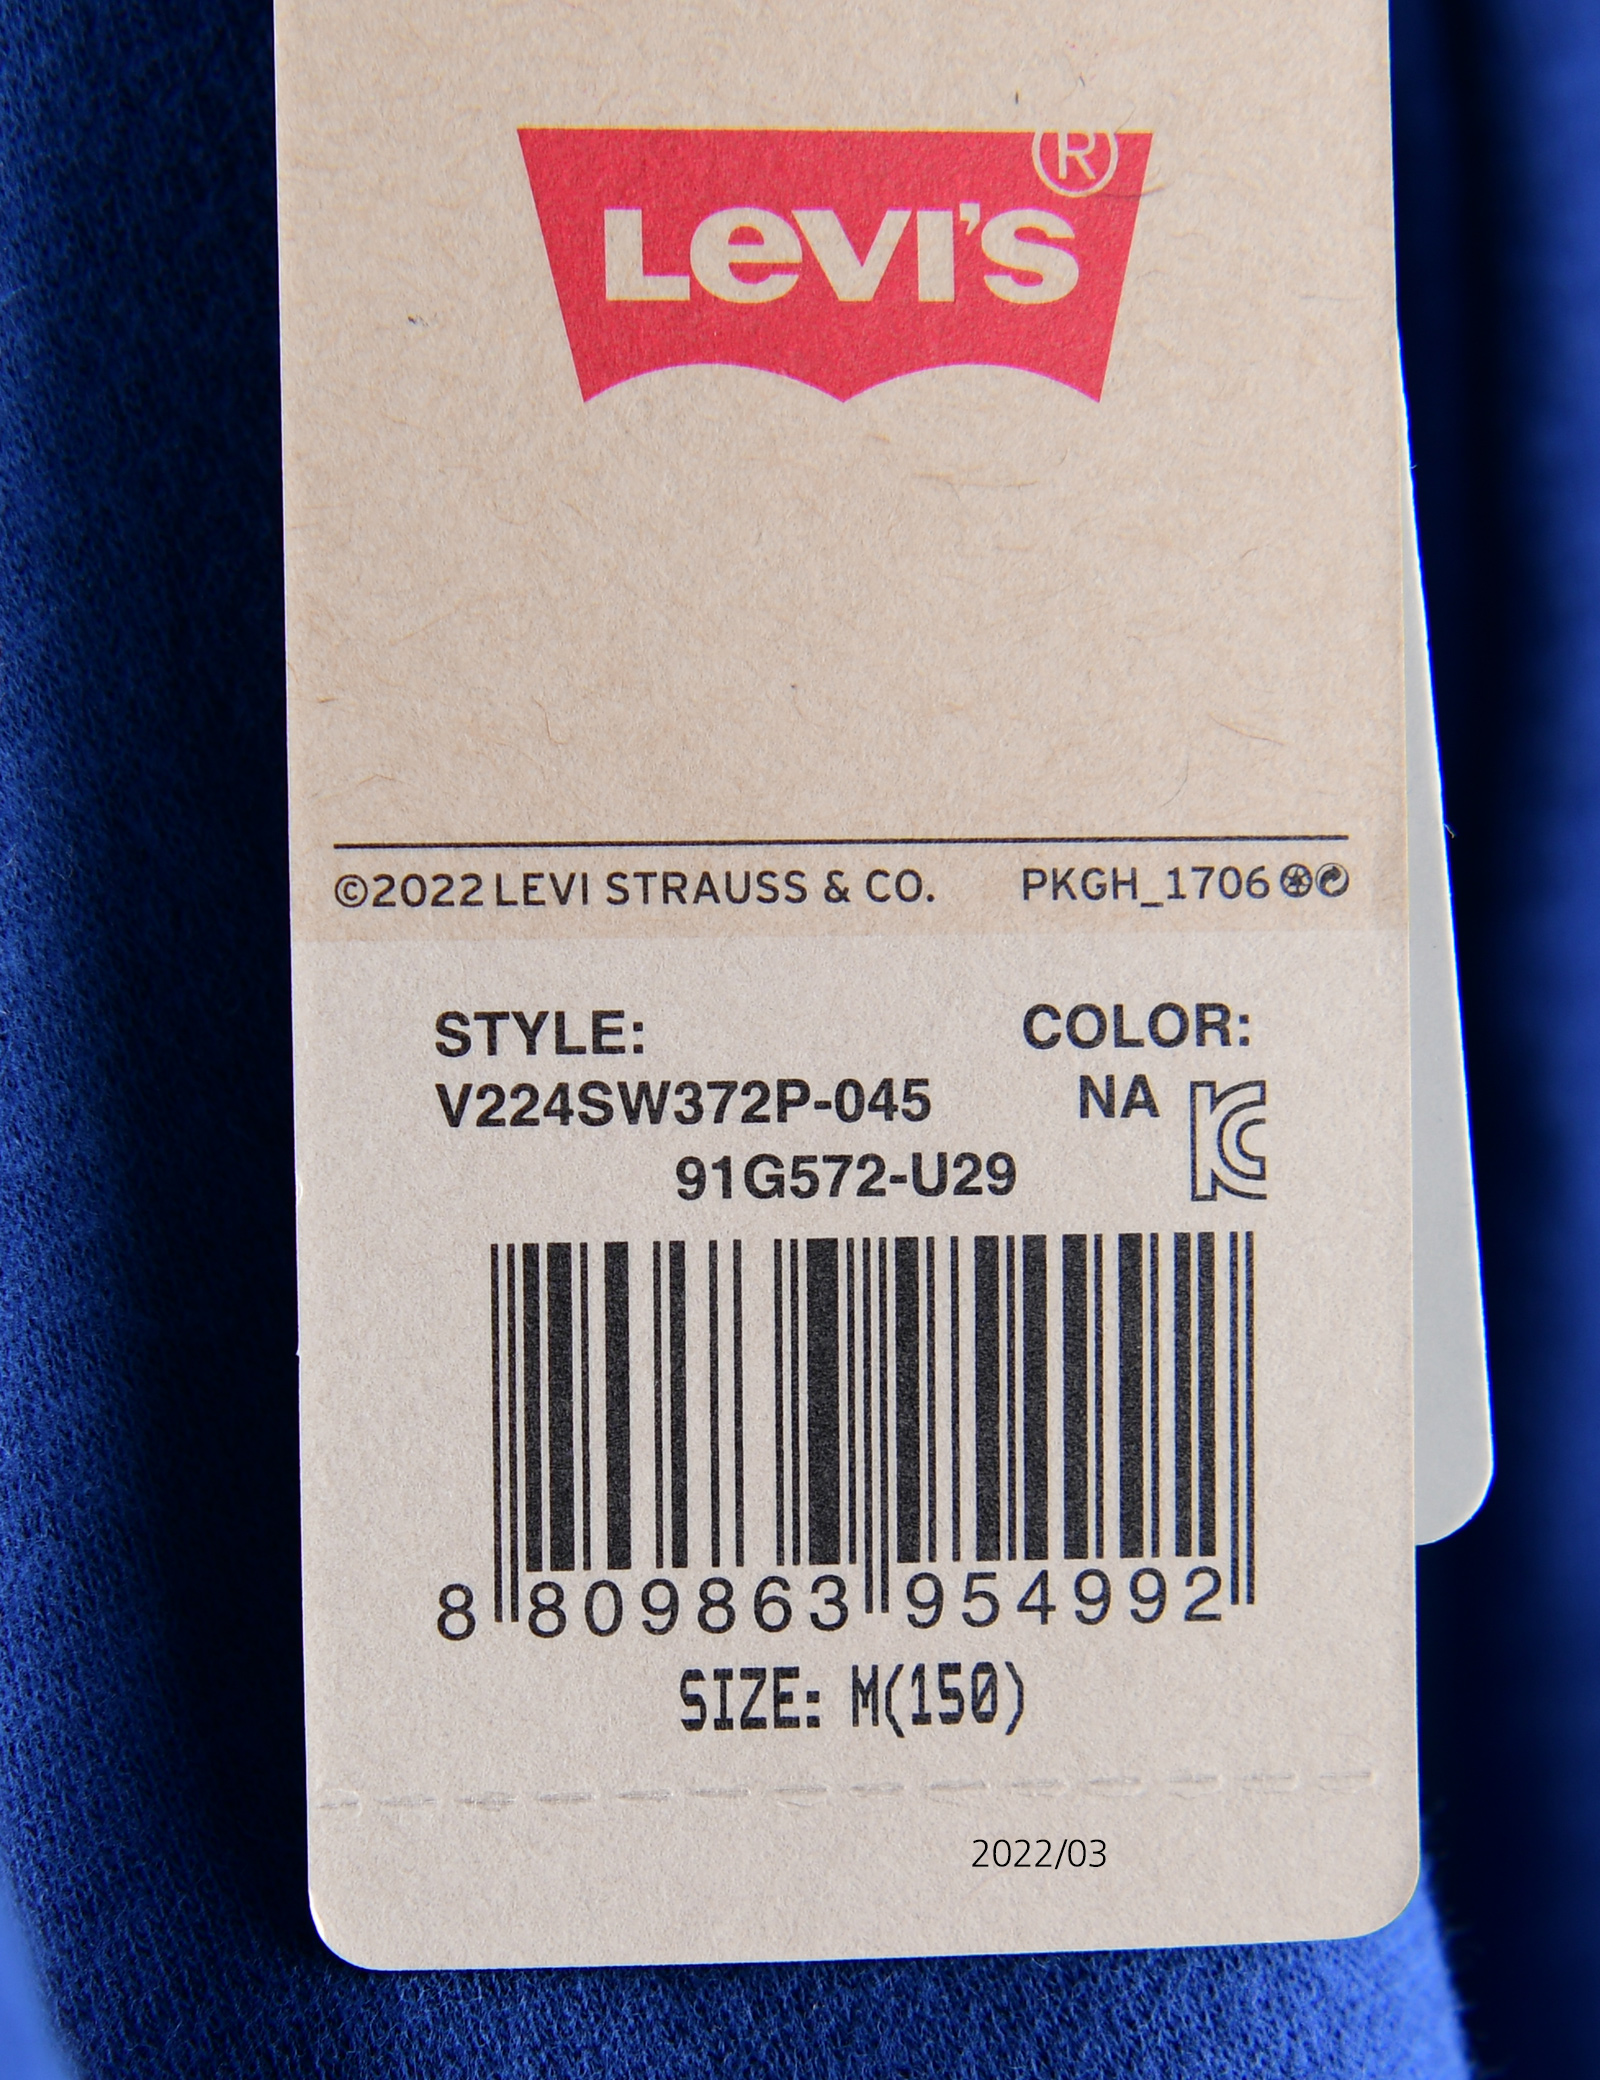 ®
LEVI'S
©2022 LEVI STRAUSS & CO. PKGH_1706
STYLE: COLOR:
V224SW372P-045 NA
91G572-U29
8 809863 954992
SIZE: M(150)
2022/03